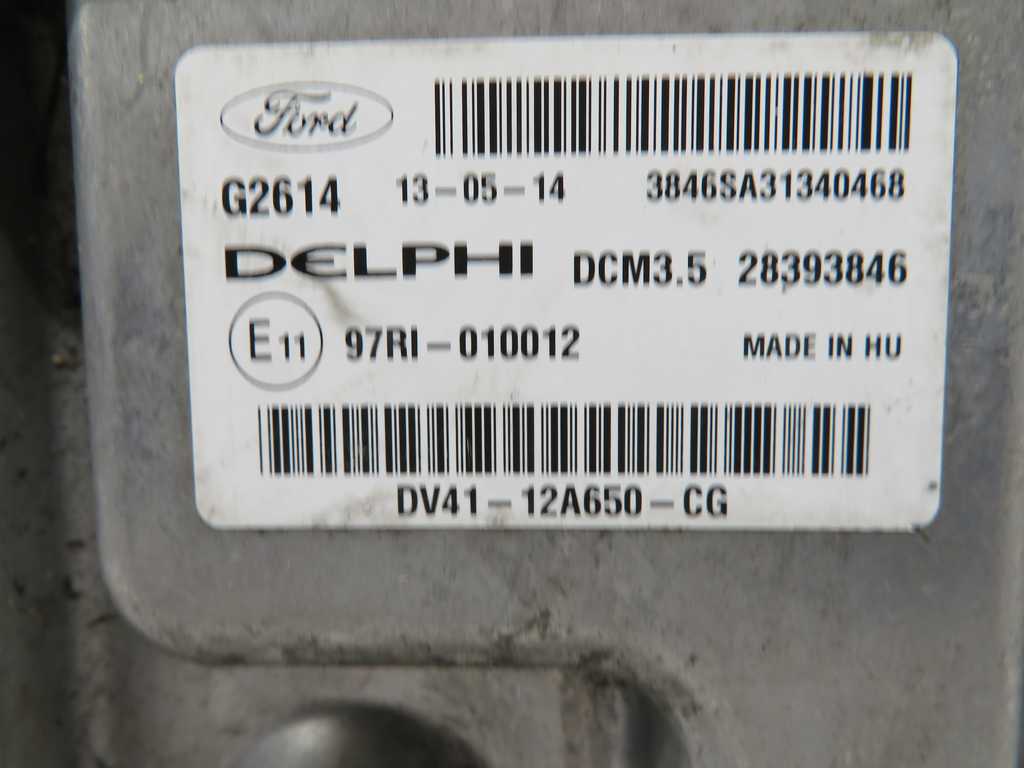 Ford
G2614 13-05-14 3846SA31340468
DELPHI DCM3.5 28393846
E11 97RI-010012 MADE IN HU
DV41-12A650-CG